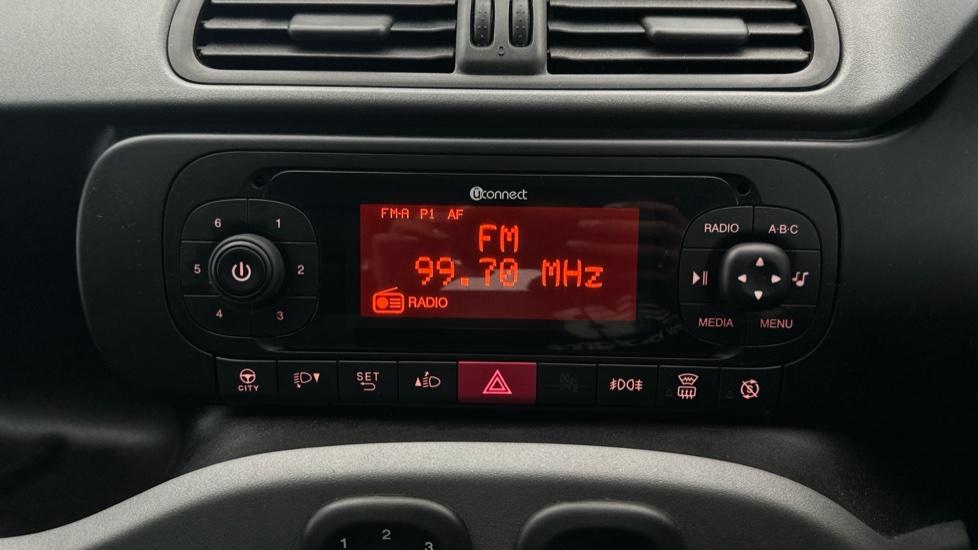 Uconnect
FM-A P1 AF
FM
99.70 MHz
RADIO
6 1
5 2
4 3
RADIO A·B·C
MEDIA MENU
CITY
SET
1 2 3